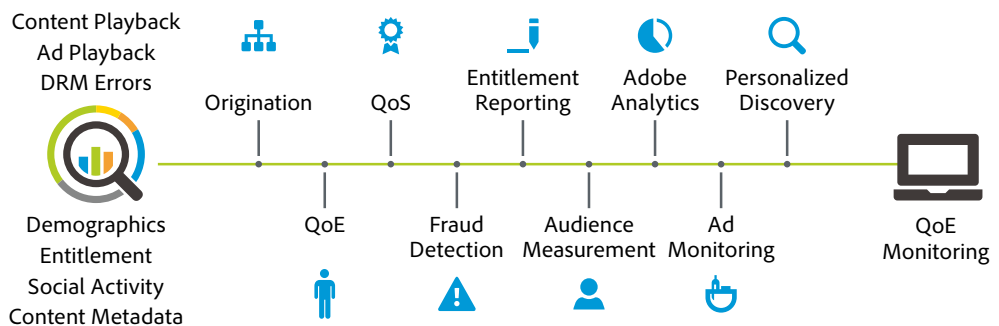 Content Playback
Ad Playback
DRM Errors
Demographics
Entitlement
Social Activity
Content Metadata
Origination
QoE
QoS
Fraud
Detection
Entitlement
Reporting
Audience
Measurement
Adobe
Analytics
Ad
Monitoring
Personalized
Discovery
QoE
Monitoring